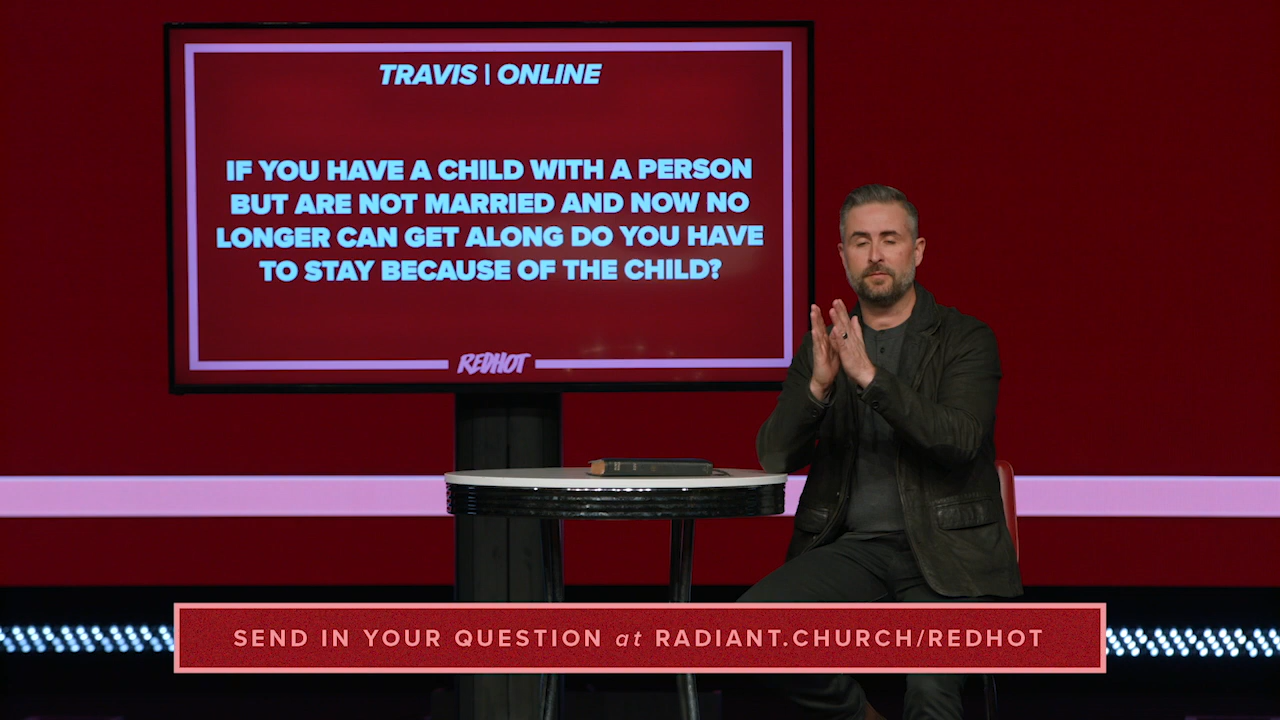 TRAVIS | ONLINE
IF YOU HAVE A CHILD WITH A PERSON
BUT ARE NOT MARRIED AND NOW NO
LONGER CAN GET ALONG DO YOU HAVE
TO STAY BECAUSE OF THE CHILD?
REDHOT
SEND IN YOUR QUESTION at RADIANT.CHURCH/REDHOT